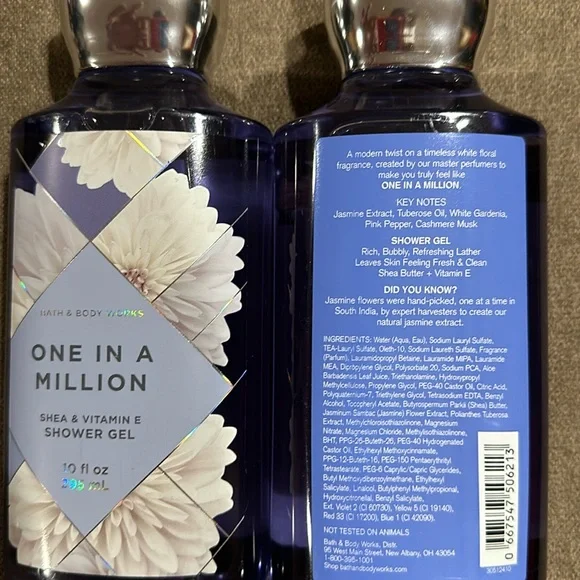 BATH & BODY WORKS
ONE IN A
MILLION
SHEA & VITAMIN E
SHOWER GEL
10 fl oz
295 mL
A modern twist on a timeless white floral
fragrance, created by our master perfumers to
make you truly feel like
ONE IN A MILLION.
KEY NOTES
Jasmine Extract, Tuberose Oil, White Gardenia,
Pink Pepper, Cashmere Musk
SHOWER GEL
Rich, Bubbly, Refreshing Lather
Leaves Skin Feeling Fresh & Clean
Shea Butter + Vitamin E
DID YOU KNOW?
Jasmine flowers were hand-picked, one at a time in
South India, by expert harvesters to create our
natural jasmine extract.
INGREDIENTS: Water (Aqua, Eau), Sodium Lauryl Sulfate,
TEA-Lauryl Sulfate, Oleth-20, Sodium Laureth Sulfate, Fragrance
(Parfum), Lauramidopropyl Betaine, Lauramide MIPA, Lauramide
MEA, Dipropylene Glycol, Polysorbate 20, Sodium PCA, Aloe
Barbadensis Leaf Juice, Triethanolamine, Hydroxypropyl
Methylcellulose, Propylene Glycol, PEG-40 Castor Oil, Citric Acid,
Polyquaternium-7, Triethylene Glycol, Tetrasodium EDTA, Benzyl
Alcohol, Tocopheryl Acetate, Butyrospermum Parkii (Shea) Butter,
Jasminum Sambac (Jasmine) Flower Extract, Polianthes Tuberosa
Extract, Methylchloroisothiazolinone, Magnesium
Nitrate, Magnesium Chloride, Methylisothiazolinone,
BHT, PPG-26-Buteth-26, PEG-40 Hydrogenated
Castor Oil, Ethylhexyl Methoxycinnamate,
PPG-12-Buteth-16, PEG-150 Pentaerythrityl
Tetrastearate, PEG-6 Caprylic/Capric Glycerides,
Butyl Methoxydibenzoylmethane, Ethylhexyl
Salicylate, Linalool, Butylphenyl Methylpropional,
Hydroxycitronellal, Benzyl Salicylate,
Ext. Violet 2 (CI 60730), Yellow 5 (CI 19140),
Red 33 (CI 17200), Blue 1 (CI 42090).
NOT TESTED ON ANIMALS
Bath & Body Works, Distr.
95 West Main Street, New Albany, OH 43054
1-800-395-1001
Shop bathandbodyworks.com
0 667547 506213
30512410